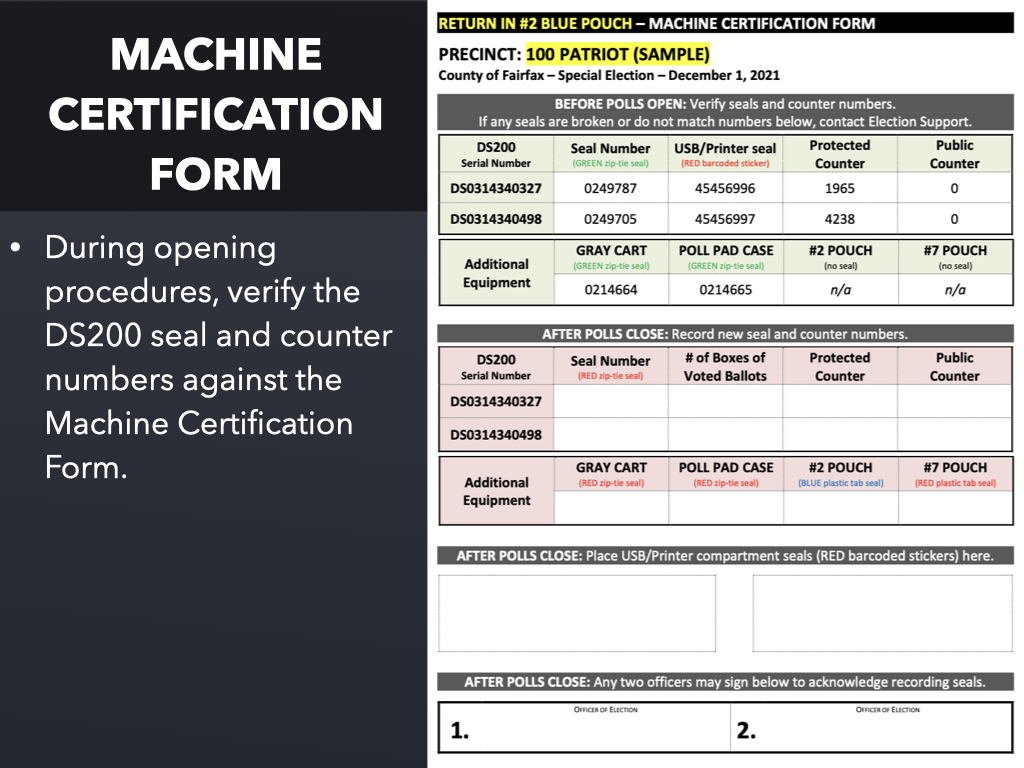 MACHINE
CERTIFICATION
FORM
• During opening
procedures, verify the
DS200 seal and counter
numbers against the
Machine Certification
Form.
RETURN IN #2 BLUE POUCH – MACHINE CERTIFICATION FORM
PRECINCT: 100 PATRIOT (SAMPLE)
County of Fairfax – Special Election – December 1, 2021
BEFORE POLLS OPEN: Verify seals and counter numbers.
If any seals are broken or do not match numbers below, contact Election Support.
DS200 Seal Number USB/Printer seal Protected Public
Serial Number (GREEN zip-tie seal) (RED barcoded sticker) Counter Counter
DS0314340327 0249787 45456996 1965 0
DS0314340498 0249705 45456997 4238 0
Additional Equipment GRAY CART POLL PAD CASE #2 POUCH #7 POUCH
(GREEN zip-tie seal) (GREEN zip-tie seal) (no seal) (no seal)
0214664 0214665 n/a n/a
AFTER POLLS CLOSE: Record new seal and counter numbers.
DS200 Seal Number # of Boxes of Protected Public
Serial Number (RED zip-tie seal) Voted Ballots Counter Counter
DS0314340327
DS0314340498
Additional Equipment GRAY CART POLL PAD CASE #2 POUCH #7 POUCH
(RED zip-tie seal) (RED zip-tie seal) (BLUE plastic tab seal) (RED plastic tab seal)
AFTER POLLS CLOSE: Place USB/Printer compartment seals (RED barcoded stickers) here.
AFTER POLLS CLOSE: Any two officers may sign below to acknowledge recording seals.
OFFICER OF ELECTION OFFICER OF ELECTION
1. 2.